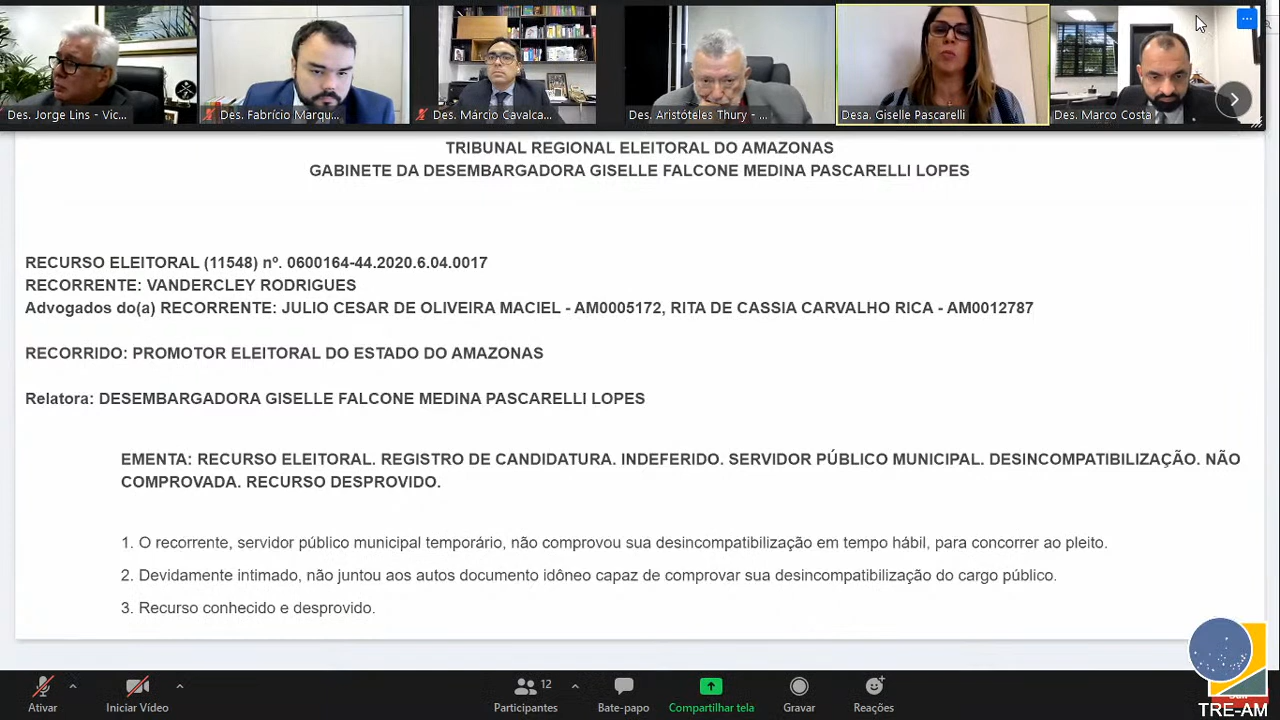 Des. Jorge Lins - Vic...
Des. Fabrício Marqu...
Des. Márcio Cavalca...
Des. Aristóteles Thury - ...
Desa. Giselle Pascarelli
Des. Marco Costa
TRIBUNAL REGIONAL ELEITORAL DO AMAZONAS
GABINETE DA DESEMBARGADORA GISELLE FALCONE MEDINA PASCARELLI LOPES
RECURSO ELEITORAL (11548) nº. 0600164-44.2020.6.04.0017
RECORRENTE: VANDERCLEY RODRIGUES
Advogados do(a) RECORRENTE: JULIO CESAR DE OLIVEIRA MACIEL - AM0005172, RITA DE CASSIA CARVALHO RICA - AM0012787
RECORRIDO: PROMOTOR ELEITORAL DO ESTADO DO AMAZONAS
Relatora: DESEMBARGADORA GISELLE FALCONE MEDINA PASCARELLI LOPES
EMENTA: RECURSO ELEITORAL. REGISTRO DE CANDIDATURA. INDEFERIDO. SERVIDOR PÚBLICO MUNICIPAL. DESINCOMPATIBILIZAÇÃO. NÃO
COMPROVADA. RECURSO DESPROVIDO.
1. O recorrente, servidor público municipal temporário, não comprovou sua desincompatibilização em tempo hábil, para concorrer ao pleito.
2. Devidamente intimado, não juntou aos autos documento idôneo capaz de comprovar sua desincompatibilização do cargo público.
3. Recurso conhecido e desprovido.
Ativar
Iniciar Vídeo
12
Participantes
Bate-papo
Compartilhar tela
Gravar
Reações
TRE-AM